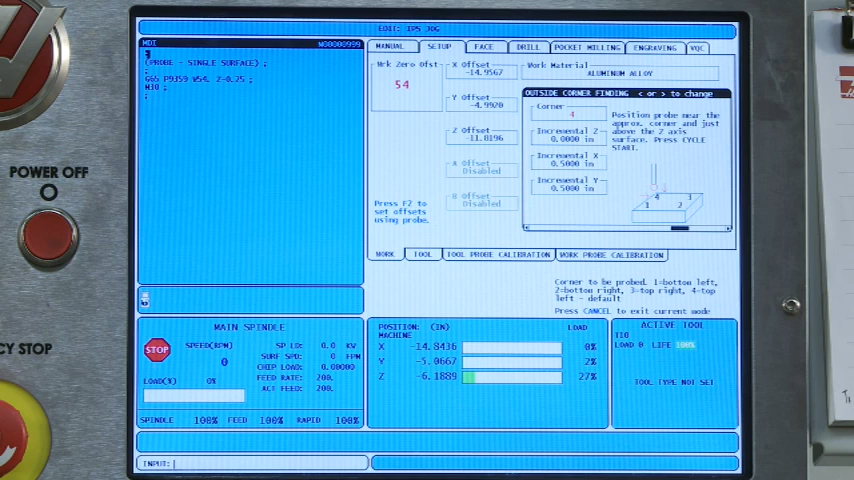 EDIT: IPS JOG
MDI N00000999
(PROBE - SINGLE SURFACE) ;
;
G65 P9359 W54. Z-0.25 ;
M30 ;
;
MANUAL SETUP FACE DRILL POCKET MILLING ENGRAVING VQC
Wrk Zero Ofst
54
X Offset
-14.9567
Y Offset
-4.9920
Z Offset
-11.8196
A Offset
Disabled
B Offset
Disabled
Press F2 to
set offsets
using probe.
Work Material
ALUMINUM ALLOY
OUTSIDE CORNER FINDING < or > to change
Corner
4
Incremental Z
0.0000 in
Incremental X
0.5000 in
Incremental Y
0.5000 in
Position probe near the
approx. corner and just
above the Z axis
surface. Press CYCLE
START.
4 3
1 2
WORK TOOL TOOL PROBE CALIBRATION WORK PROBE CALIBRATION
Corner to be probed. 1=bottom left,
2=bottom right, 3=top right, 4=top
left - default
Press CANCEL to exit current mode
POWER OFF
CY STOP
MAIN SPINDLE
STOP
SPEED(RPM)
0
LOAD(%) 0%
SP LD: 0.0 KV
SURF SPD: 0 FPM
CHIP LOAD: 0.00000
FEED RATE: 200.
ACT FEED: 200.
SPINDLE 100% FEED 100% RAPID 100%
POSITION: (IN) LOAD
MACHINE
X -14.8436 0%
Y -5.0667 2%
Z -6.1889 27%
ACTIVE TOOL
LOAD 0 LIFE 100%
TOOL TYPE NOT SET
INPUT: